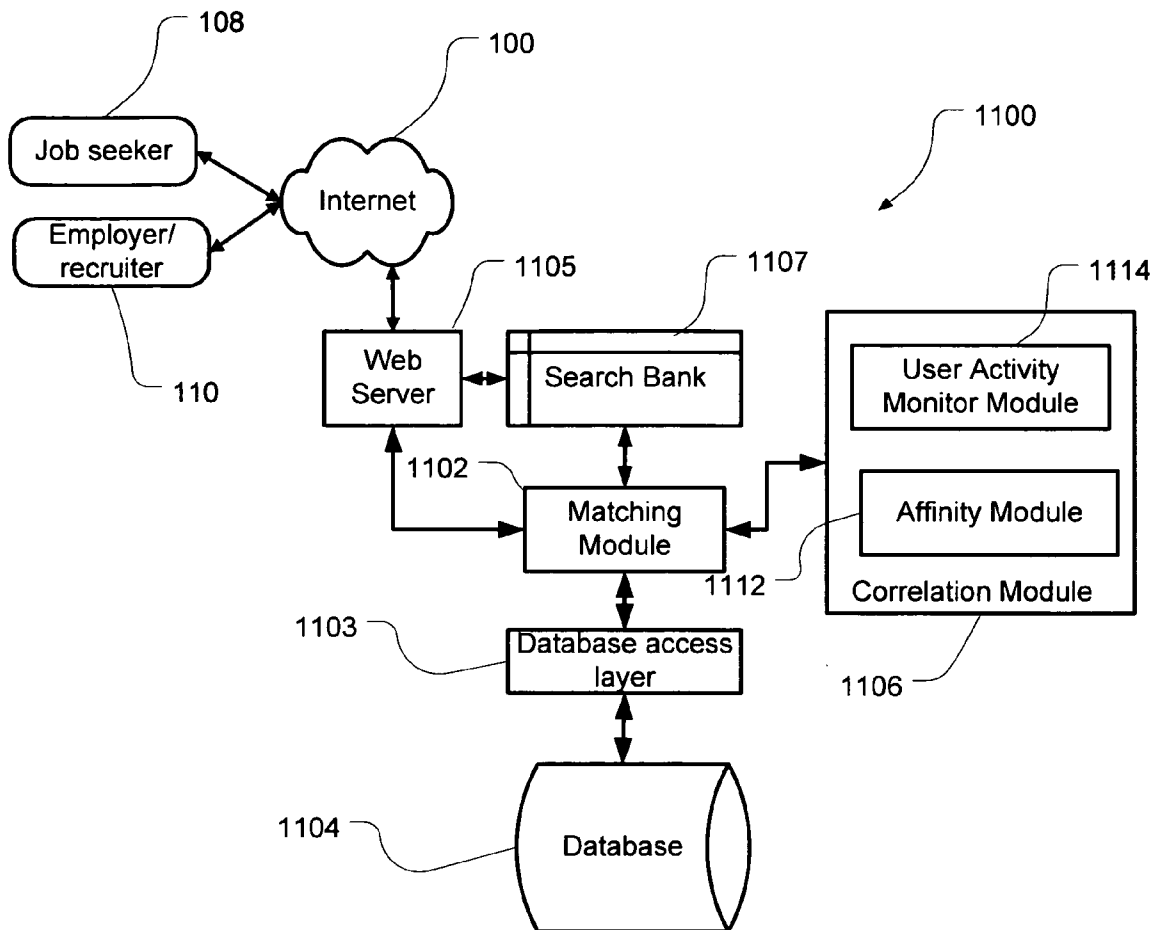 108
100
1100
Job seeker
Internet
Employer/
recruiter
1105
1107
1114
110
Web
Server
Search Bank
User Activity
Monitor Module
1102
Matching
Module
Affinity Module
1112
Correlation Module
1103
Database access
layer
1106
1104
Database